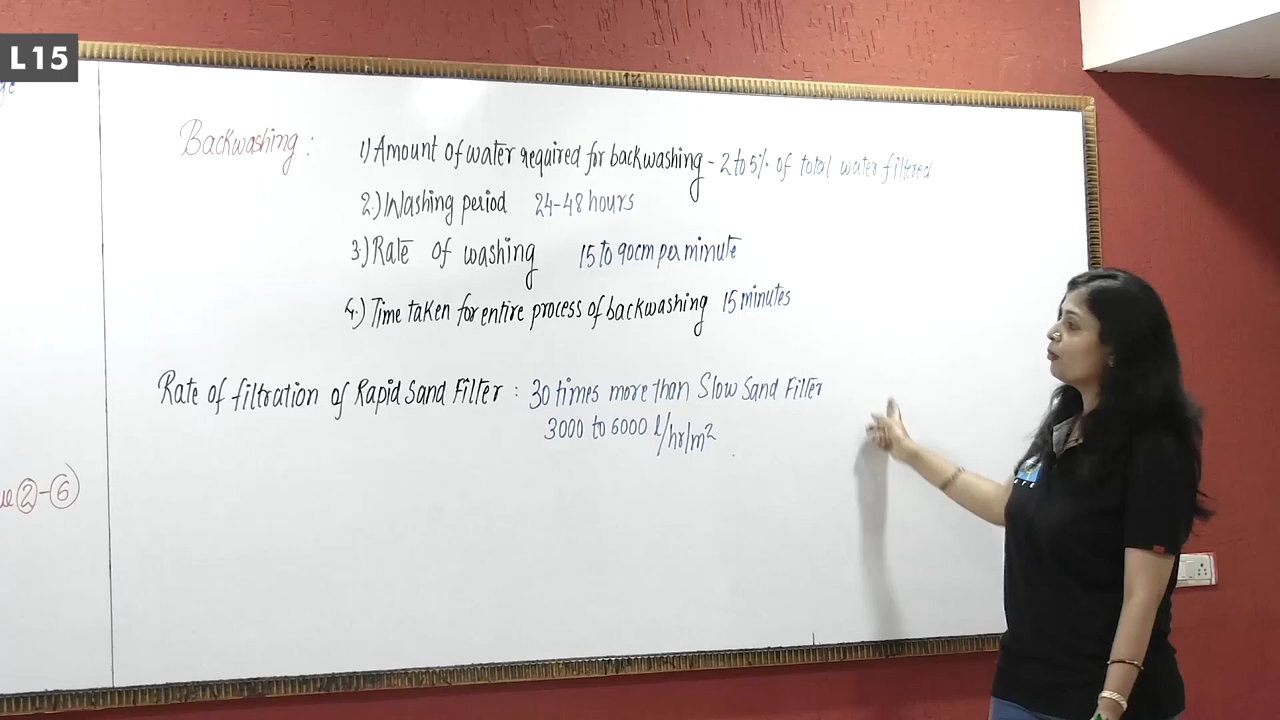 L15
Backwashing :
1) Amount of water required for backwashing - 2 to 5% of total water filtered
2.) Washing period 24-48 hours
3.) Rate of washing 15 to 90cm per minute
4.) Time taken for entire process of backwashing 15 minutes
Rate of filtration of Rapid Sand Filter : 30 times more than Slow Sand Filter
3000 to 6000 l/hr/m²
②-⑥